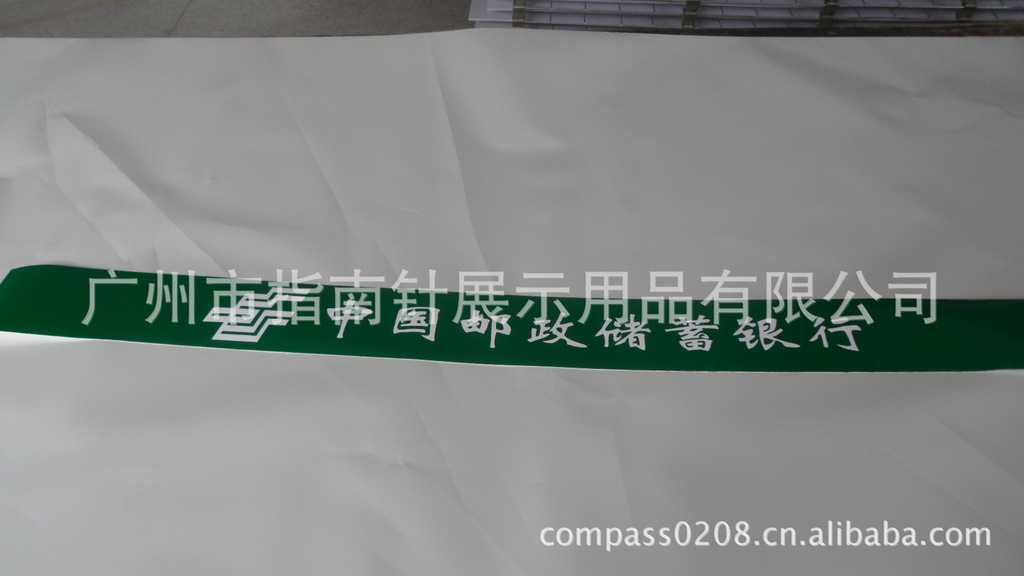 广州市指南针展示用品有限公司
中国邮政储蓄银行
compass0208.cn.alibaba.com